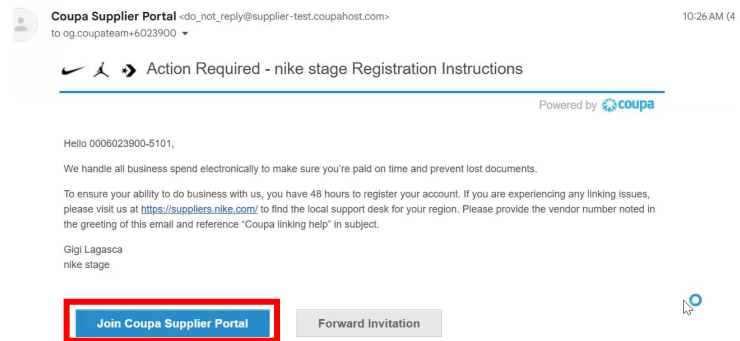 Coupa Supplier Portal <do_not_reply@supplier-test.coupahost.com>
10:26 AM (4
to og.coupateam+6023900
Action Required - nike stage Registration Instructions
Powered by coupa
Hello 0006023900-5101,
We handle all business spend electronically to make sure you're paid on time and prevent lost documents.
To ensure your ability to do business with us, you have 48 hours to register your account. If you are experiencing any linking issues,
please visit us at https://suppliers.nike.com/ to find the local support desk for your region. Please provide the vendor number noted in
the greeting of this email and reference “Coupa linking help” in subject.
Gigi Lagasca
nike stage
Join Coupa Supplier Portal
Forward Invitation